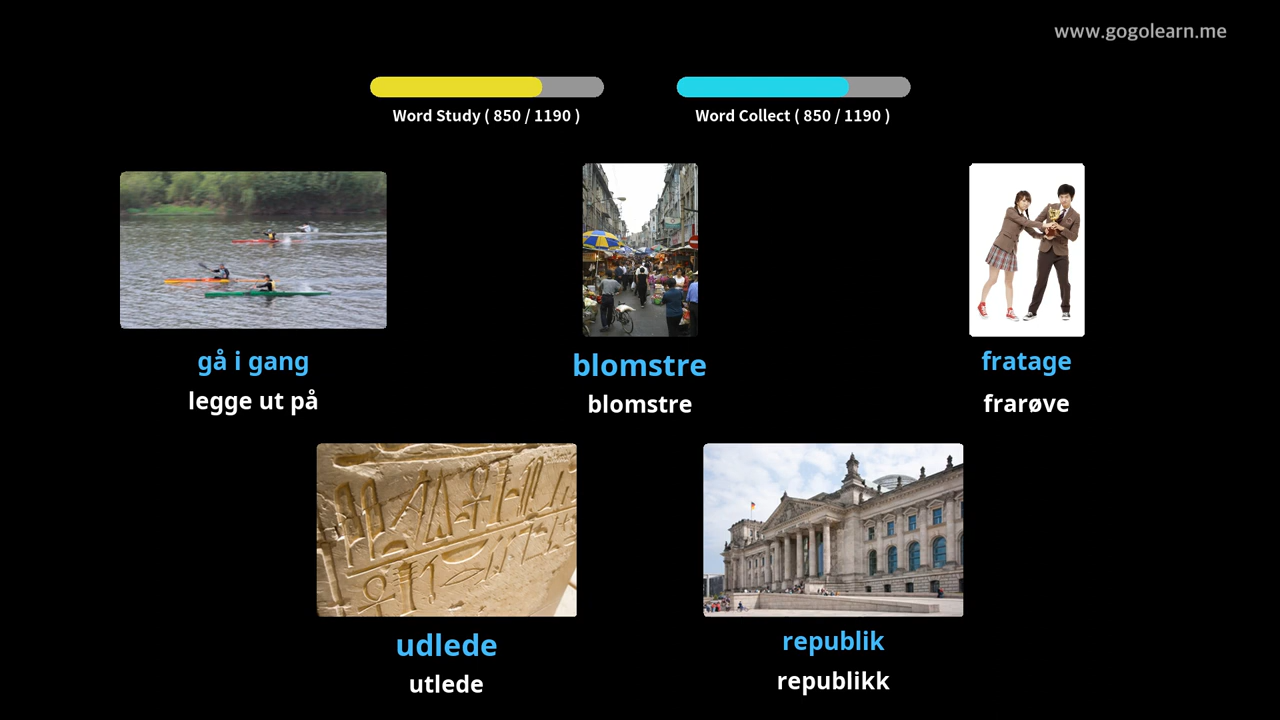 www.gogolearn.me
Word Study ( 850 / 1190 )
Word Collect ( 850 / 1190 )
gå i gang
legge ut på
blomstre
blomstre
fratage
frarøve
udlede
utlede
republik
republikk